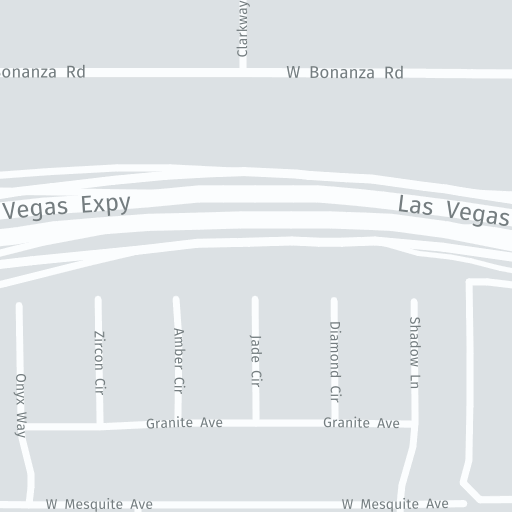 Clarkway
onanza Rd
W Bonanza Rd
Vegas Expy
Las Vegas
Onyx Way
Zircon Cir
Amber Cir
Jade Cir
Diamond Cir
Shadow Ln
Granite Ave
Granite Ave
W Mesquite Ave
W Mesquite Ave